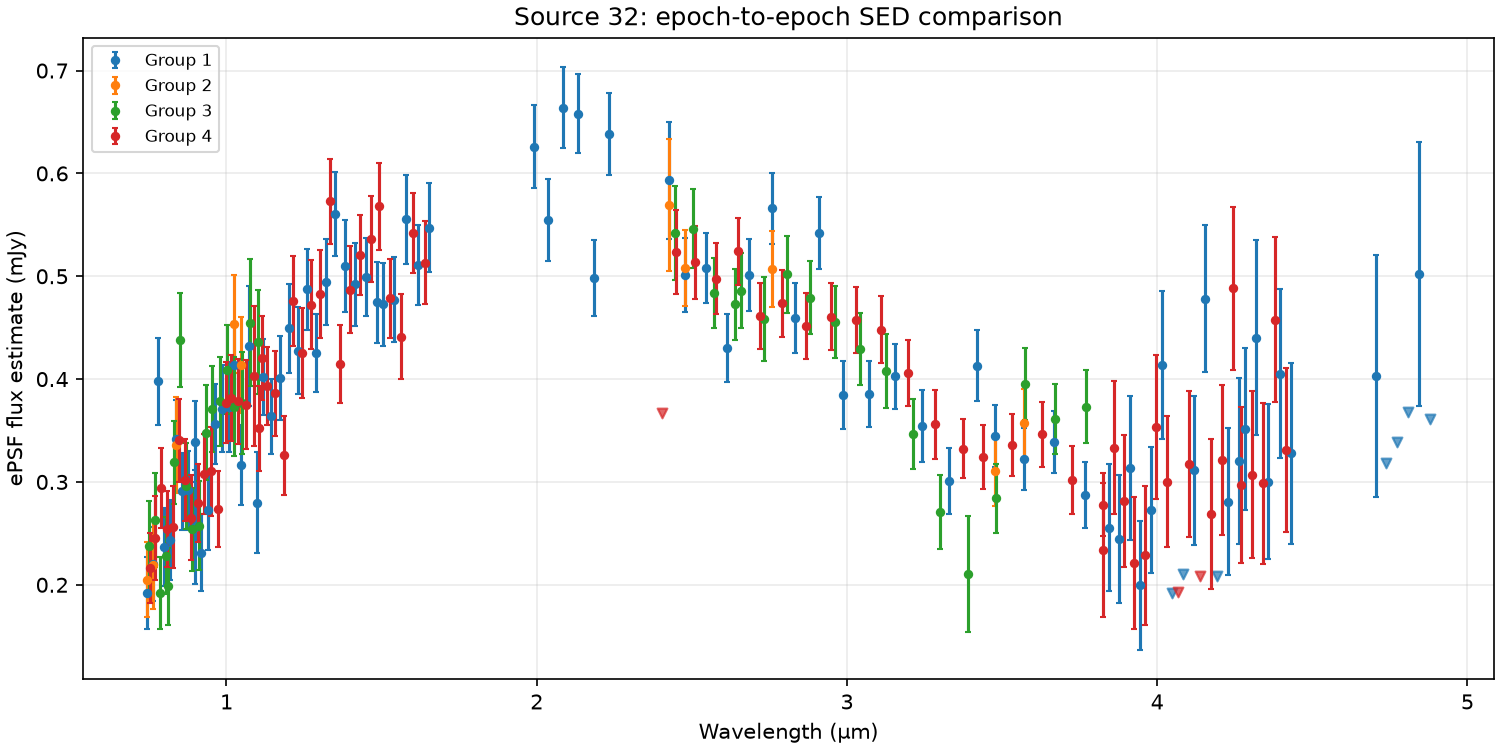 Source 32: epoch-to-epoch SED comparison
Group 1
Group 2
Group 3
Group 4
ePSF flux estimate (mJy)
0.7
0.6
0.5
0.4
0.3
0.2
1 2 3 4 5
Wavelength (μm)